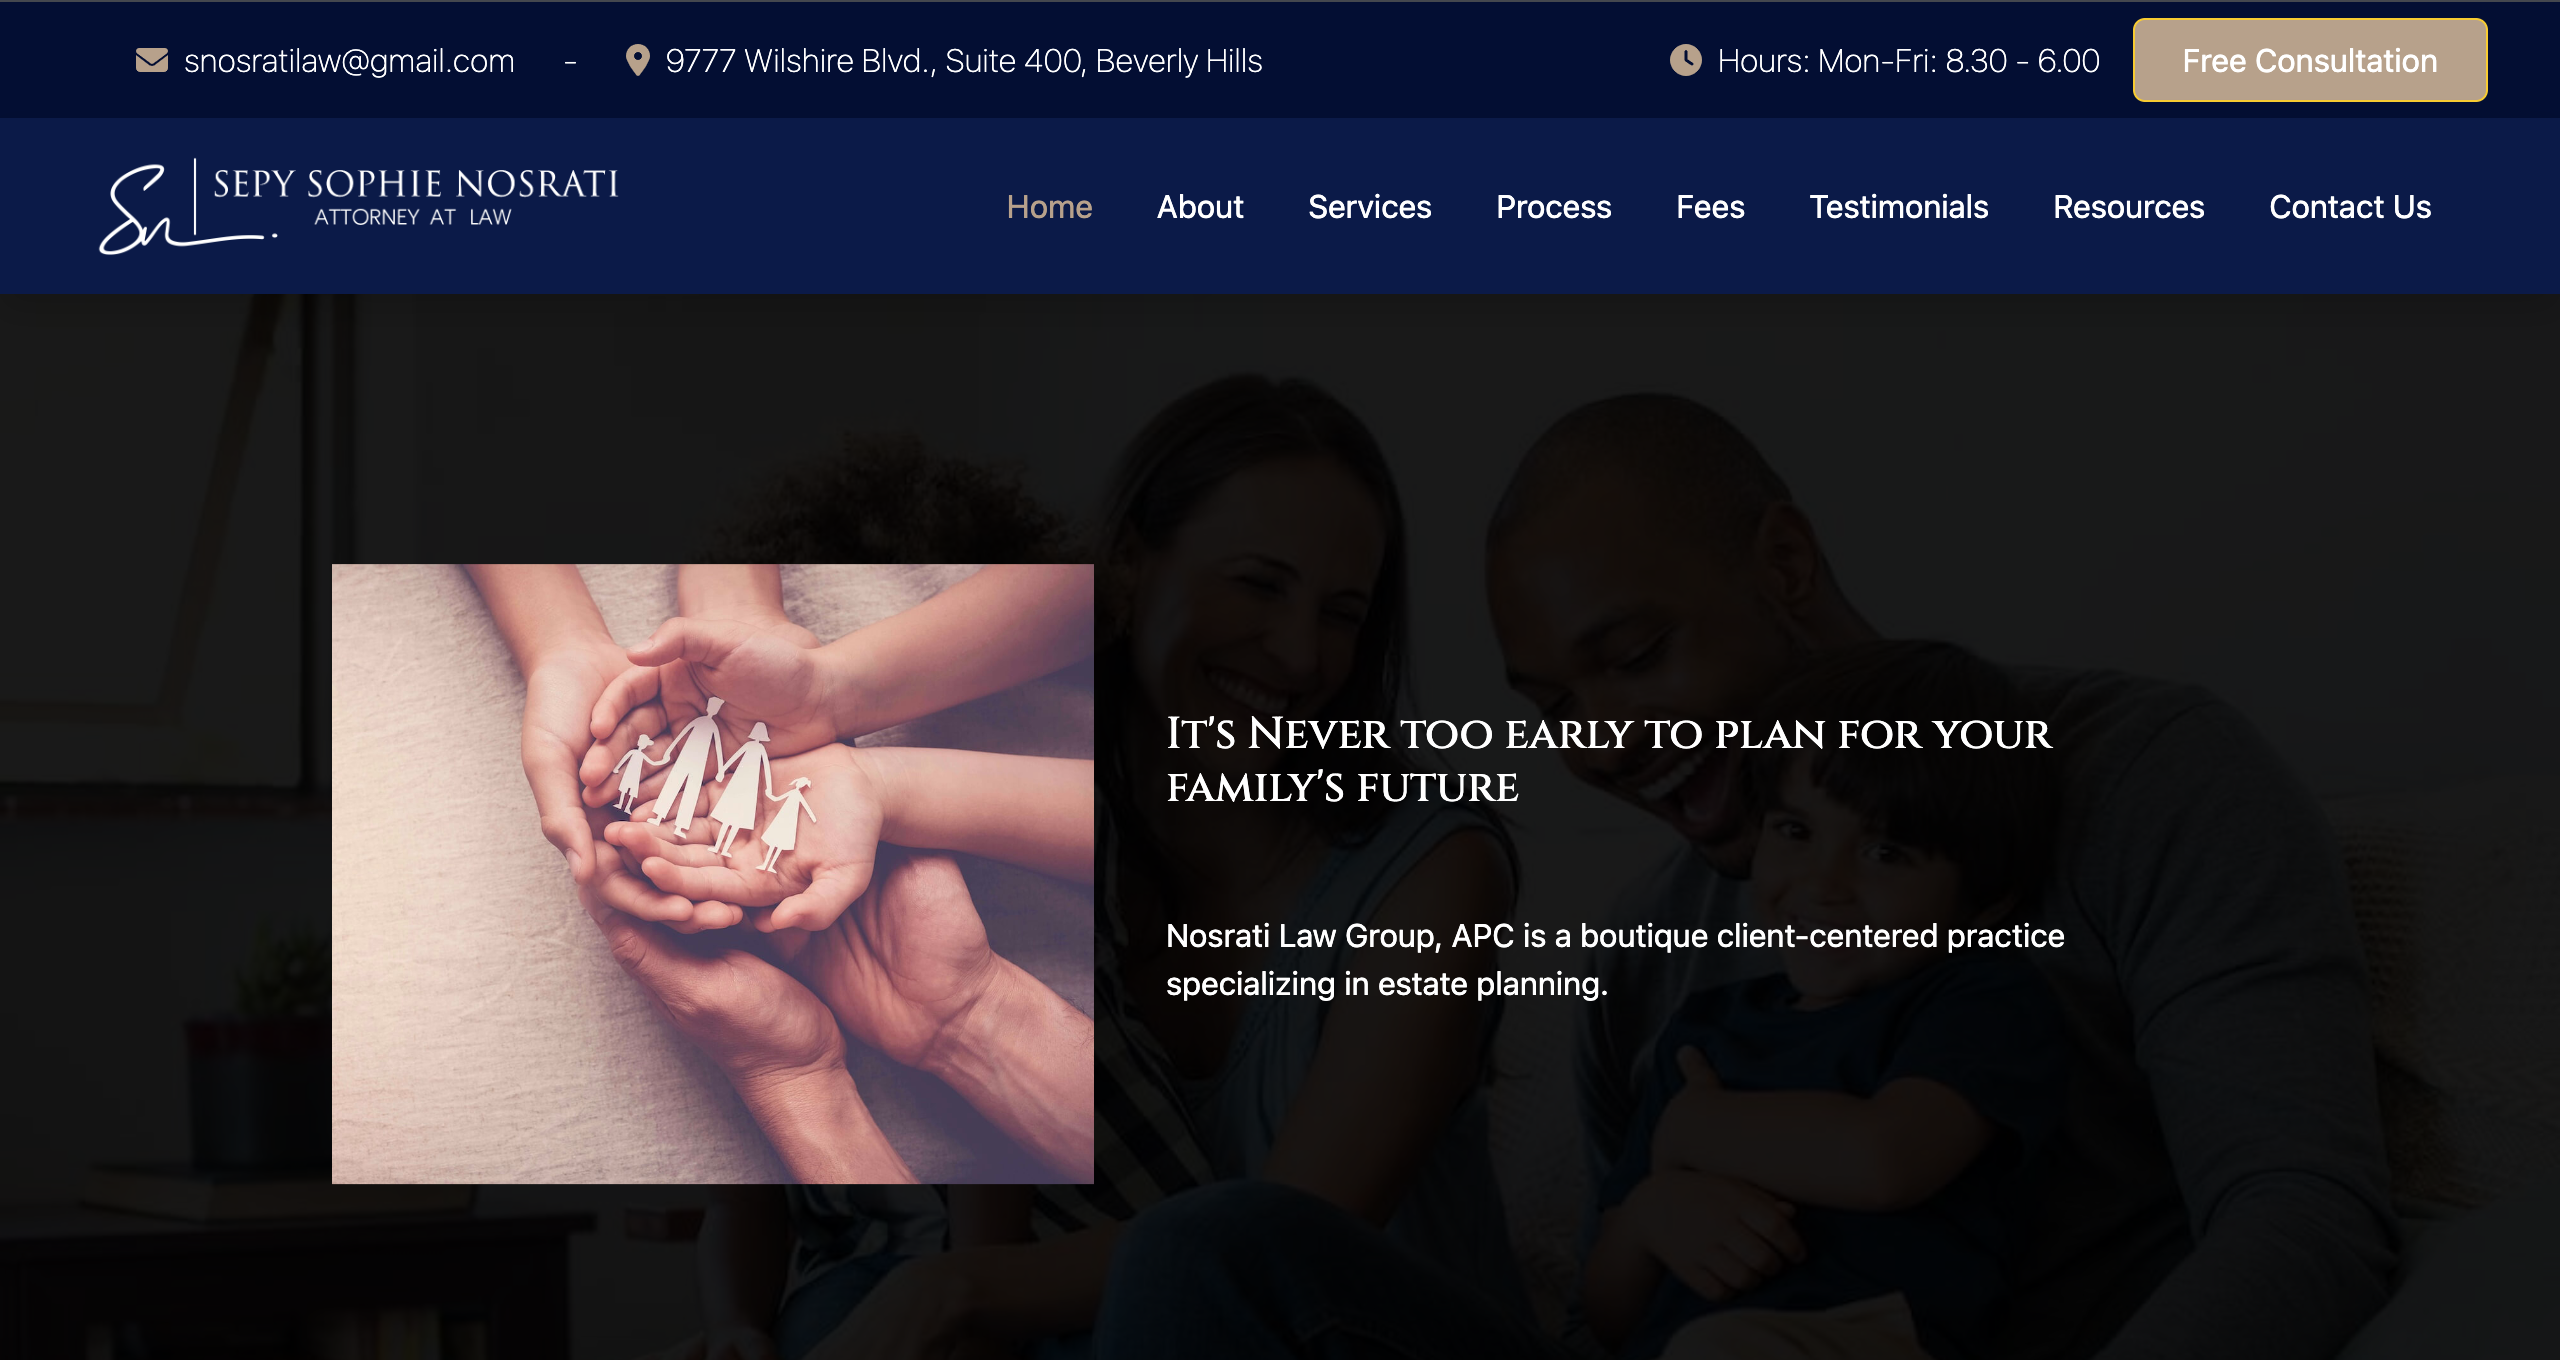 snosratilaw@gmail.com - 9777 Wilshire Blvd., Suite 400, Beverly Hills Hours: Mon-Fri: 8.30 - 6.00 Free Consultation
Sn
SEPY SOPHIE NOSRATI
ATTORNEY AT LAW
Home About Services Process Fees Testimonials Resources Contact Us
It's Never too early to plan for your
family's future
Nosrati Law Group, APC is a boutique client-centered practice
specializing in estate planning.